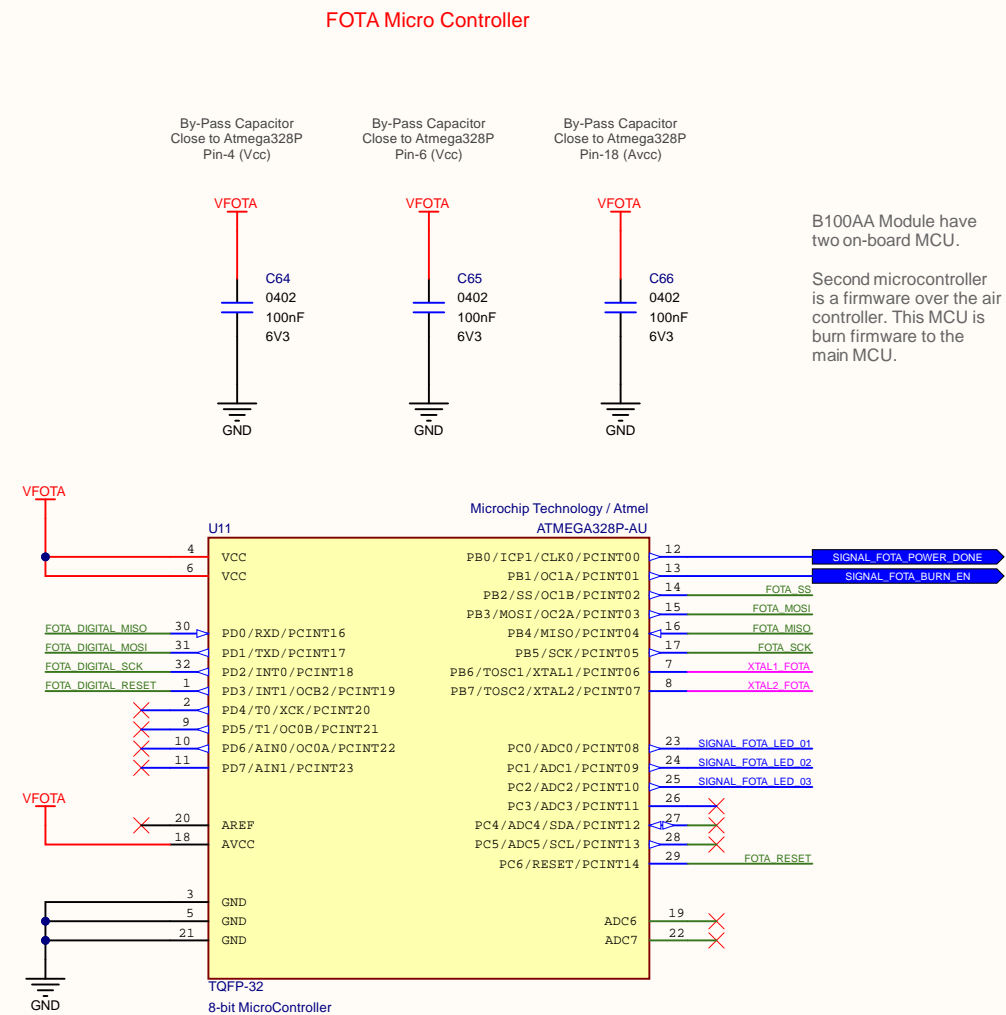 FOTA Micro Controller
By-Pass Capacitor
Close to Atmega328P
Pin-4 (Vcc)
By-Pass Capacitor
Close to Atmega328P
Pin-6 (Vcc)
By-Pass Capacitor
Close to Atmega328P
Pin-18 (Avcc)
VFOTA
C64
0402
100nF
6V3
GND
VFOTA
C65
0402
100nF
6V3
GND
VFOTA
C66
0402
100nF
6V3
GND
B100AA Module have
two on-board MCU.
Second microcontroller
is a firmware over the air
controller. This MCU is
burn firmware to the
main MCU.
VFOTA
Microchip Technology / Atmel
U11
ATMEGA328P-AU
4 VCC
6 VCC
FOTA_DIGITAL_MISO 30 PD0/RXD/PCINT16
FOTA_DIGITAL_MOSI 31 PD1/TXD/PCINT17
FOTA_DIGITAL_SCK 32 PD2/INT0/PCINT18
FOTA_DIGITAL_RESET 1 PD3/INT1/OCB2/PCINT19
2 PD4/T0/XCK/PCINT20
9 PD5/T1/OC0B/PCINT21
10 PD6/AIN0/OC0A/PCINT22
11 PD7/AIN1/PCINT23
VFOTA
20 AREF
18 AVCC
3 GND
5 GND
21 GND
GND
PB0/ICP1/CLK0/PCINT00 12 SIGNAL_FOTA_POWER_DONE
PB1/OC1A/PCINT01 13 SIGNAL_FOTA_BURN_EN
PB2/SS/OC1B/PCINT02 14 FOTA_SS
PB3/MOSI/OC2A/PCINT03 15 FOTA_MOSI
PB4/MISO/PCINT04 16 FOTA_MISO
PB5/SCK/PCINT05 17 FOTA_SCK
PB6/TOSC1/XTAL1/PCINT06 7 XTAL1_FOTA
PB7/TOSC2/XTAL2/PCINT07 8 XTAL2_FOTA
PC0/ADC0/PCINT08 23 SIGNAL_FOTA_LED_01
PC1/ADC1/PCINT09 24 SIGNAL_FOTA_LED_02
PC2/ADC2/PCINT10 25 SIGNAL_FOTA_LED_03
PC3/ADC3/PCINT11 26
PC4/ADC4/SDA/PCINT12 27
PC5/ADC5/SCL/PCINT13 28
PC6/RESET/PCINT14 29 FOTA_RESET
ADC6 19
ADC7 22
TQFP-32
8-bit MicroController